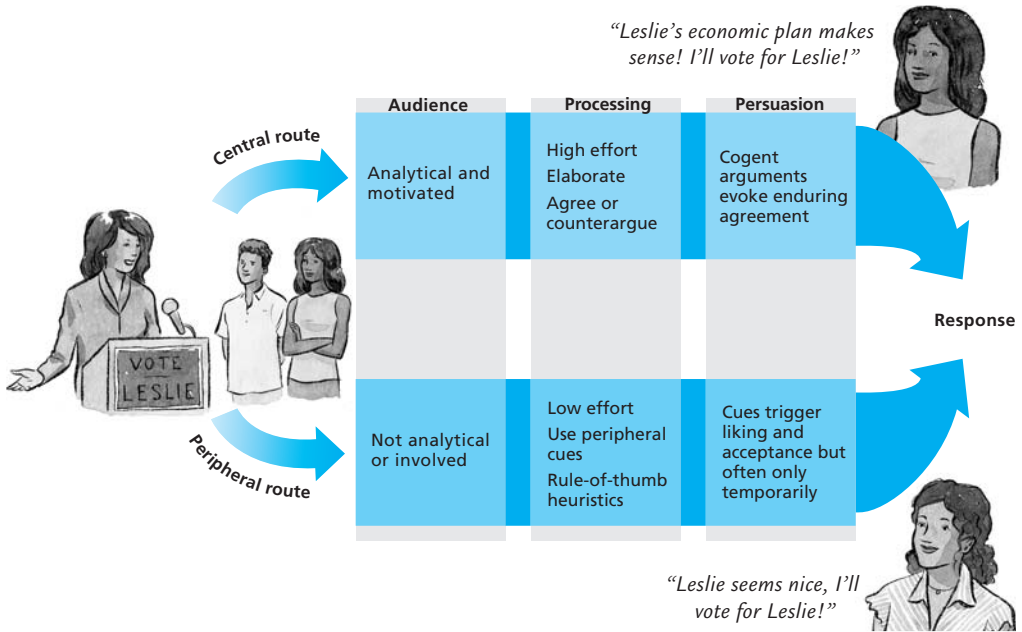 “Leslie’s economic plan makes
sense! I’ll vote for Leslie!”
Audience
Processing
Persuasion
Central route
Analytical and
motivated
High effort
Elaborate
Agree or
counterargue
Cogent
arguments
evoke enduring
agreement
VOTE
LESLIE
Response
Peripheral route
Not analytical
or involved
Low effort
Use peripheral
cues
Rule-of-thumb
heuristics
Cues trigger
liking and
acceptance but
often only
temporarily
“Leslie seems nice, I’ll
vote for Leslie!”